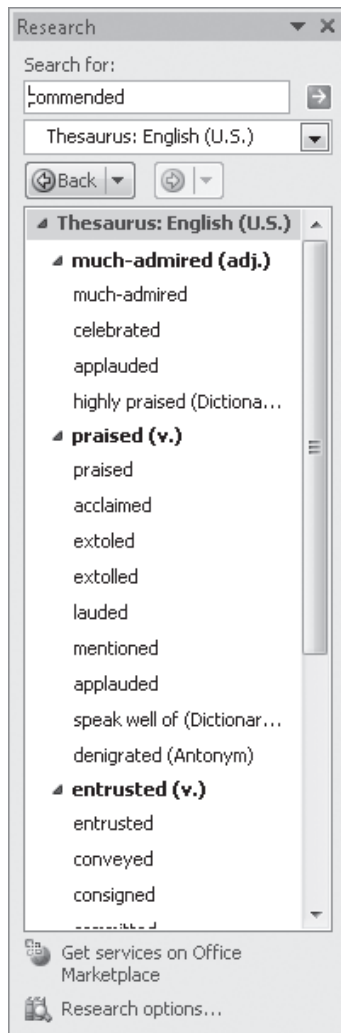 Research
Search for:
commended
Thesaurus: English (U.S.)
Back
Thesaurus: English (U.S.)
much-admired (adj.)
much-admired
celebrated
applauded
highly praised (Dictiona...
praised (v.)
praised
acclaimed
extoled
extolled
lauded
mentioned
applauded
speak well of (Dictionar...
denigrated (Antonym)
entrusted (v.)
entrusted
conveyed
consigned
Get services on Office
Marketplace
Research options...